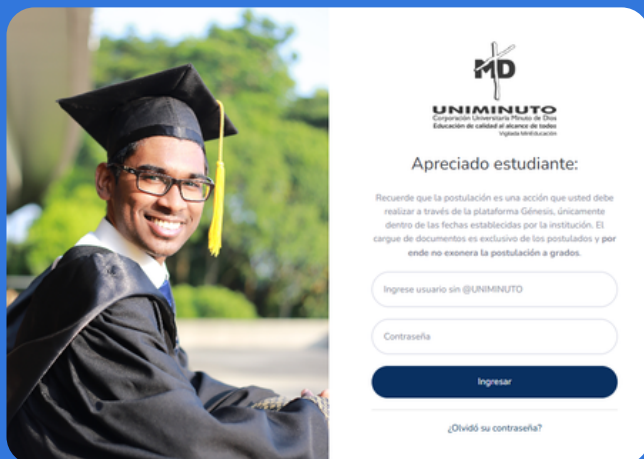 MD
UNIMINUTO
Corporación Universitaria Minuto de Dios
Educación de calidad al alcance de todos
Vigilada MinEducación
Apreciado estudiante:
Recuerde que la postulación es una acción que usted debe
realizar a través de la plataforma Génesis, únicamente
dentro de las fechas establecidas por la institución. El
cargue de documentos es exclusivo de los postulados y por
ende no exonera la postulación a grados.
Ingrese usuario sin @UNIMINUTO
Contraseña
Ingresar
¿Olvidó su contraseña?